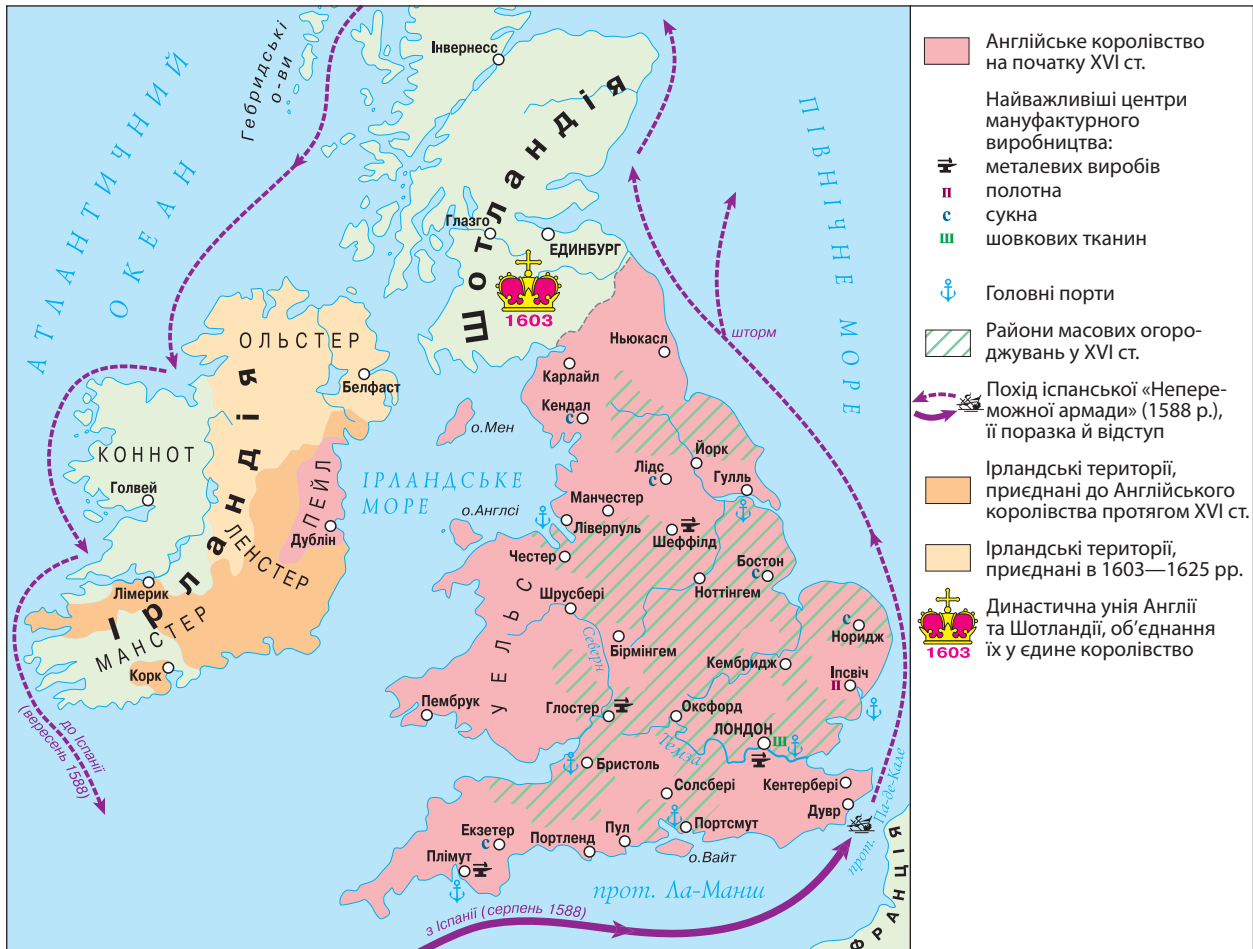 АТЛАНТИЧНИЙ
ОКЕАН
Гебридські
о-ви
Інвернесс
Шотландія
Глазго
ЕДИНБУРГ
1603
ПІВНІЧНЕ МОРЕ
шторм
ОЛЬСТЕР
Белфаст
Ірландія
КОННОТ
Голвей
ПЕЙЛ
Дублін
ЛЕНСТЕР
Лімерик
МАНСТЕР
Корк
до Іспанії
(вересень 1588)
ІРЛАНДСЬКЕ
МОРЕ
о.Мен
о.Англсі
Ньюкасл
Карлайл
Кендал
с
Йорк
Лідс
с
Гулль
Манчестер
Ліверпуль
Шеффілд
Честер
Бостон
с
Ноттінгем
Шрусбері
УЕЛЬС
Северн
Бірмінгем
с
Норидж
Кембридж
Іпсвіч
п
Пембрук
Глостер
Оксфорд
ЛОНДОН
ш
Темза
Бристоль
Солсбері
Кентербері
Дувр
прот. Па-де-Кале
Екзетер
с
Портленд
Пул
Портсмут
Плімут
о.Вайт
прот. Ла-Манш
з Іспанії (серпень 1588)
ФРАНЦІЯ
Англійське королівство
на початку XVI ст.
Найважливіші центри
мануфактурного
виробництва:
металевих виробів
п полотна
с сукна
ш шовкових тканин
Головні порти
Райони масових огоро-
джувань у XVI ст.
Похід іспанської «Непере-
можної армади» (1588 р.),
її поразка й відступ
Ірландські території,
приєднані до Англійського
королівства протягом XVI ст.
Ірландські території,
приєднані в 1603—1625 рр.
Династична унія Англії
та Шотландії, об’єднання
їх у єдине королівство
1603